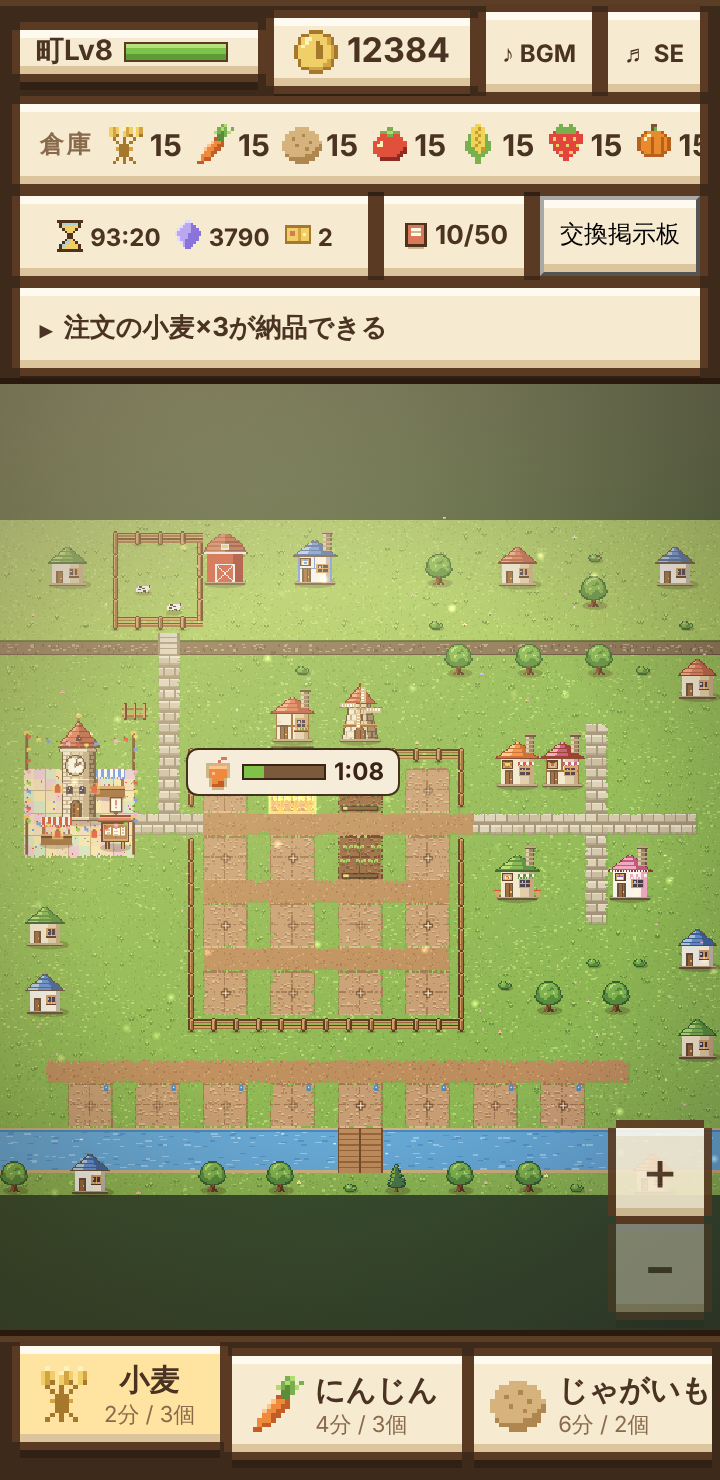 町Lv8
12384
♪ BGM
♬ SE
倉庫 15 15 15 15 15 15 15
93:20 3790 2
10/50
交換掲示板
▶ 注文の小麦×3が納品できる
1:08
+
−
小麦
2分 / 3個
にんじん
4分 / 3個
じゃがいも
6分 / 2個